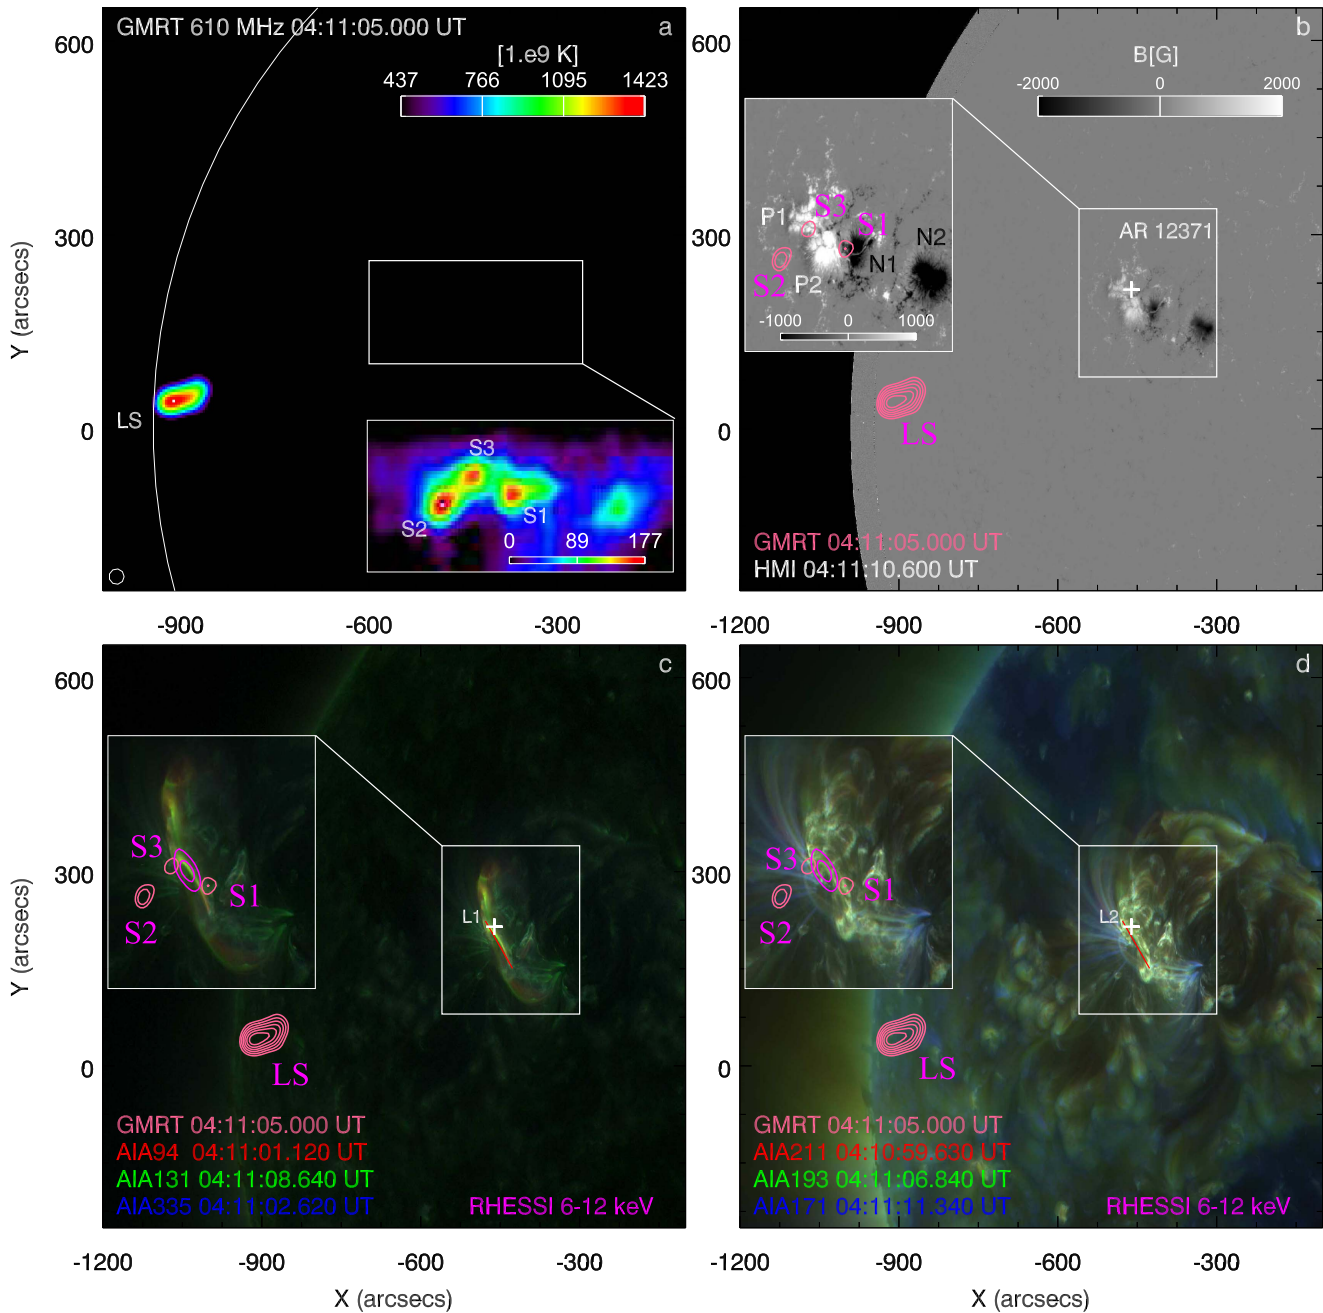 GMRT 610 MHz 04:11:05.000 UT
a
[1.e9 K]
437 766 1095 1423
600
300
0
Y (arcsecs)
LS
S3
S2
S1
0 89 177
-900 -600 -300
b
B[G]
-2000 0 2000
600
300
0
P1
S3
S1
N2
N1
S2
P2
-1000 0 1000
AR 12371
LS
GMRT 04:11:05.000 UT
HMI 04:11:10.600 UT
-1200 -900 -600 -300
c
600
300
0
Y (arcsecs)
S3
S1
S2
L1
LS
GMRT 04:11:05.000 UT
AIA94 04:11:01.120 UT
AIA131 04:11:08.640 UT
AIA335 04:11:02.620 UT
RHESSI 6-12 keV
-1200 -900 -600 -300
X (arcsecs)
d
600
300
0
S3
S1
S2
L2
LS
GMRT 04:11:05.000 UT
AIA211 04:10:59.630 UT
AIA193 04:11:06.840 UT
AIA171 04:11:11.340 UT
RHESSI 6-12 keV
-1200 -900 -600 -300
X (arcsecs)